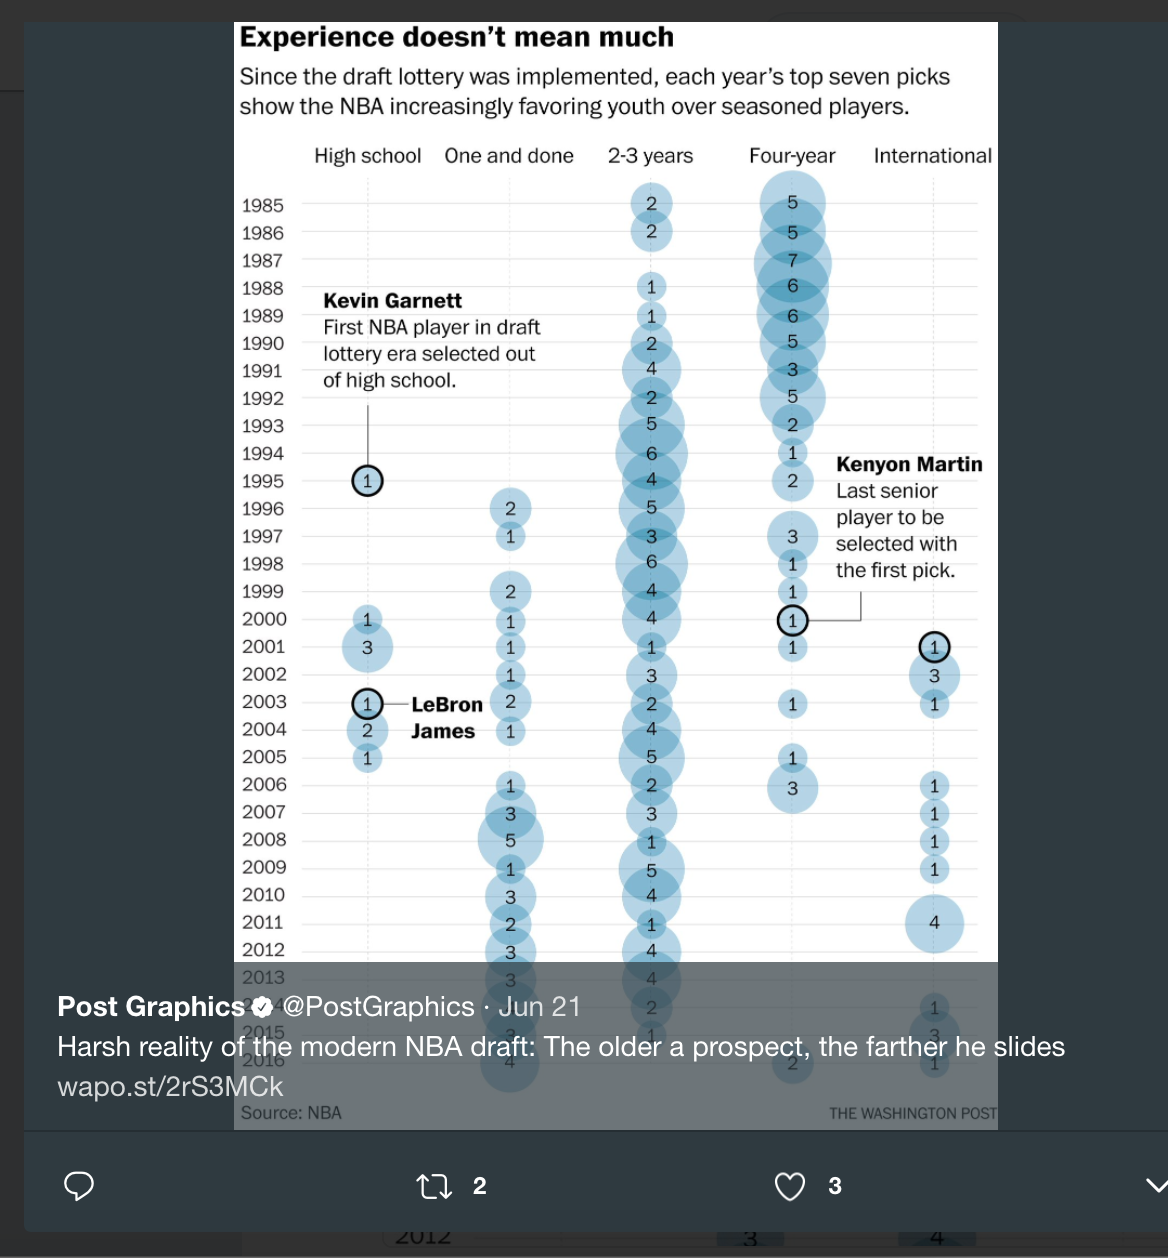 Experience doesn't mean much
Since the draft lottery was implemented, each year's top seven picks
show the NBA increasingly favoring youth over seasoned players.
High school One and done 2-3 years Four-year International
1985 2 5
1986 2 5
1987 7
1988 1 6
Kevin Garnett
First NBA player in draft
lottery era selected out
of high school.
1989 1 6
1990 2 5
1991 4 3
1992 2 5
1993 5 2
1994 6 1
1995 1 4 2
Kenyon Martin
Last senior
player to be
selected with
the first pick.
1996 2 5
1997 1 3 3
1998 6 1
1999 2 4 1
2000 1 1 4 1
2001 3 1 1 1 1
2002 1 3 3
2003 1 2 2 1 1
LeBron
James
2004 2 1 4
2005 1 5 1
2006 1 2 3 1
2007 3 3 1
2008 5 1 1
2009 1 5 1
2010 3 4
2011 2 1 4
2012 3 4
2013 3 4
2 1
2015 3 1 3
2016 4 2 1
Post Graphics @PostGraphics · Jun 21
Harsh reality of the modern NBA draft: The older a prospect, the farther he slides
wapo.st/2rS3MCk
Source: NBA THE WASHINGTON POST
2 3
2012 3 4